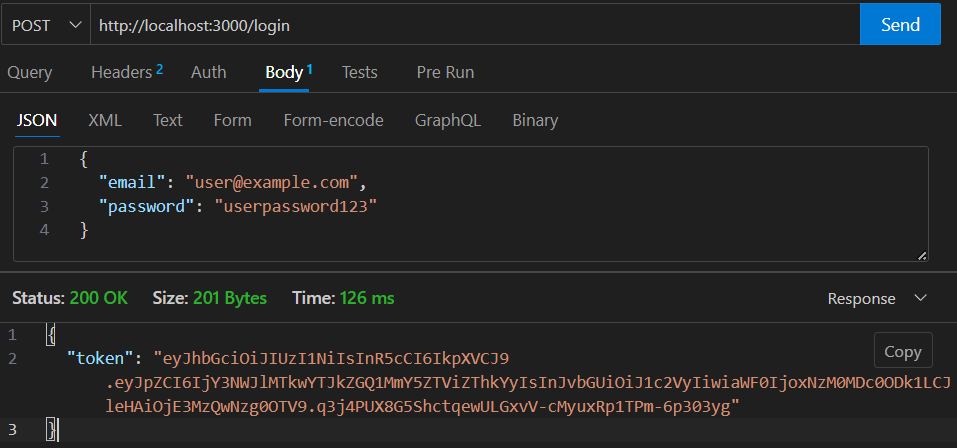 POST http://localhost:3000/login Send
Query Headers 2 Auth Body 1 Tests Pre Run
JSON XML Text Form Form-encode GraphQL Binary
1 {
2 "email": "user@example.com",
3 "password": "userpassword123"
4 }
Status: 200 OK Size: 201 Bytes Time: 126 ms Response
1 {
Copy
2 "token": "eyJhbGciOiJIUzI1NiIsInR5cCI6IkpXVCJ9
.eyJpZCI6IjY3NWJlMTkwYTJkZGQ1MmY5ZTViZThkYyIsInJvbGUiOiJ1c2VyIiwiaWF0IjoxNzM0MDc0ODk1LCJ
leHAiOjE3MzQwNzg0OTV9.q3j4PUX8G5ShctqewULGxvV-cMyuxRp1TPm-6p303yg"
3 }